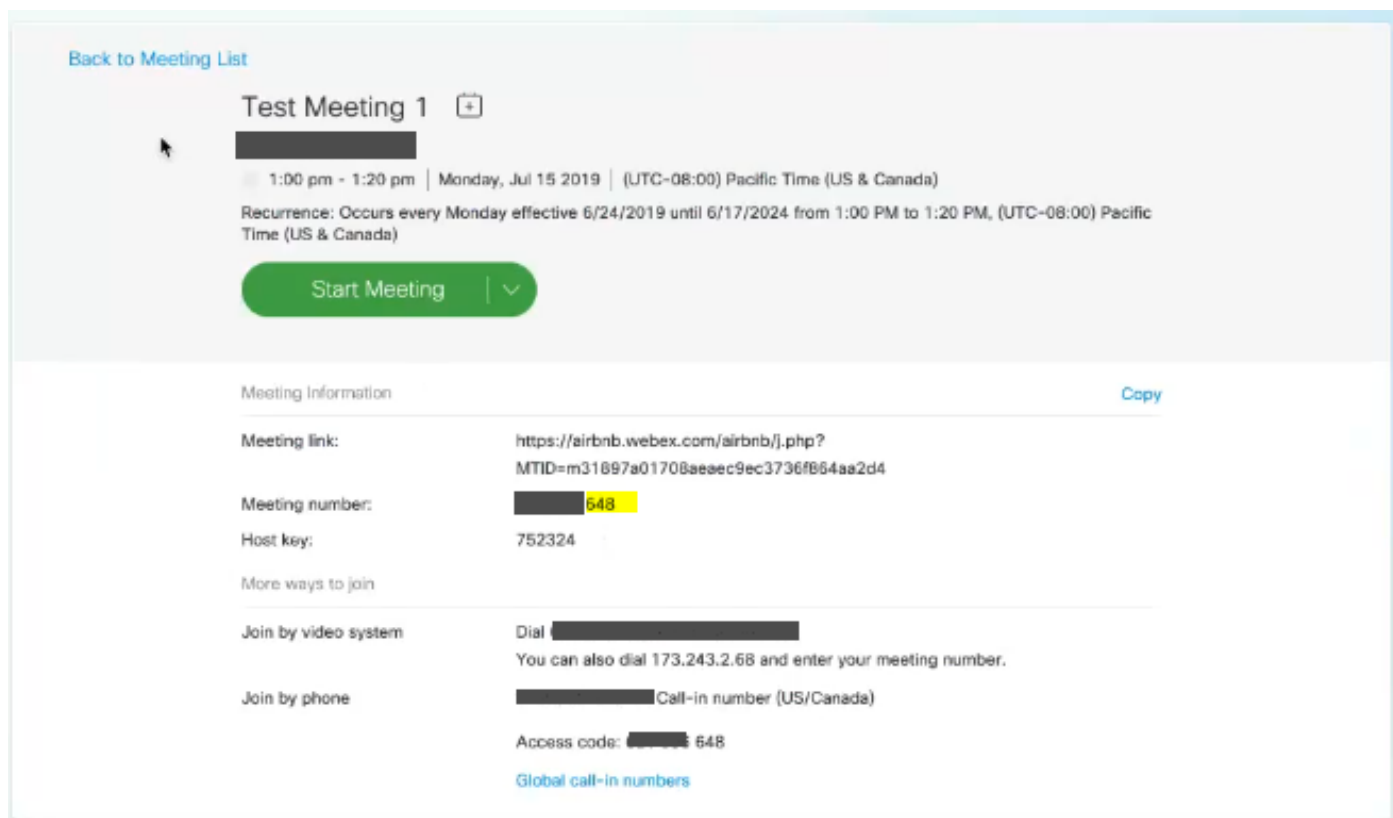 Back to Meeting List
Test Meeting 1
1:00 pm - 1:20 pm | Monday, Jul 15 2019 | (UTC-08:00) Pacific Time (US & Canada)
Recurrence: Occurs every Monday effective 6/24/2019 until 6/17/2024 from 1:00 PM to 1:20 PM, (UTC-08:00) Pacific
Time (US & Canada)
Start Meeting
Meeting Information
Copy
Meeting link:
https://airbnb.webex.com/airbnb/j.php?
MTID=m31897a01708aeaec9ec3736f864aa2d4
Meeting number:
648
Host key:
752324
More ways to join
Join by video system
Dial
You can also dial 173.243.2.68 and enter your meeting number.
Join by phone
Call-in number (US/Canada)
Access code: 648
Global call-in numbers